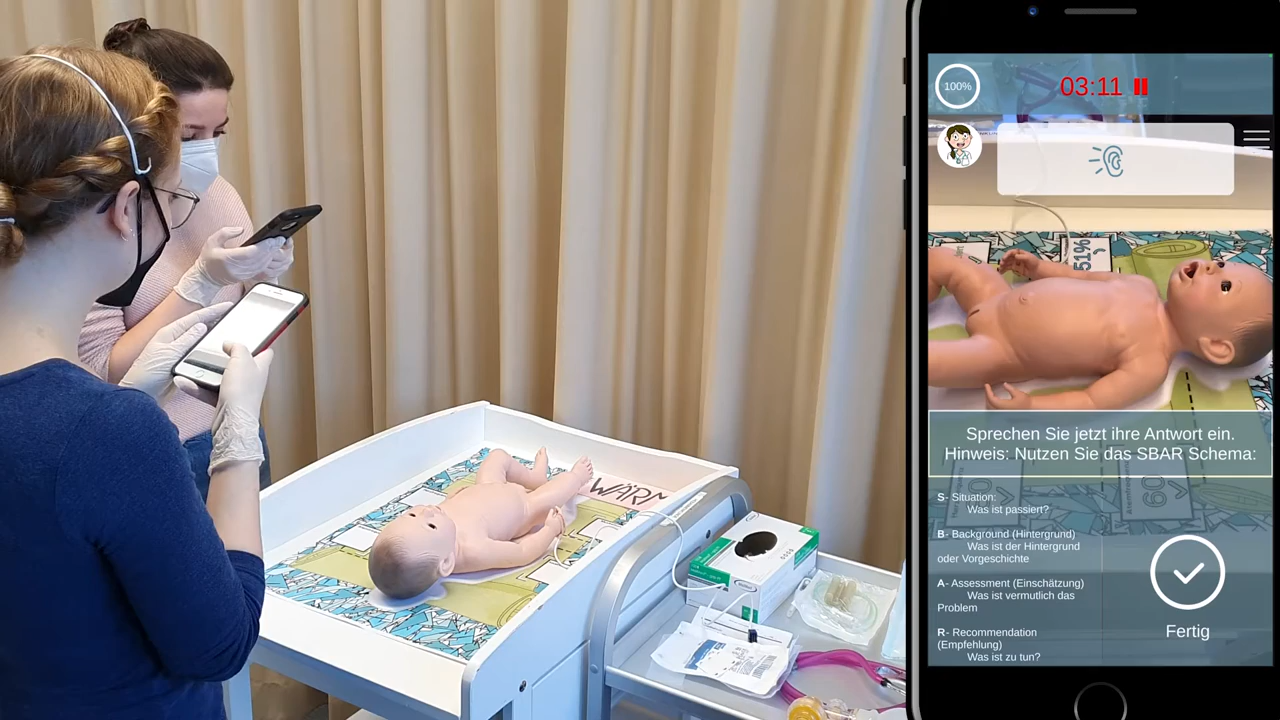 WÄRM
100%
03:11
51%
Sprechen Sie jetzt ihre Antwort ein.
Hinweis: Nutzen Sie das SBAR Schema:
S- Situation:
Was ist passiert?
B- Background (Hintergrund)
Was ist der Hintergrund
oder Vorgeschichte
A- Assessment (Einschätzung)
Was ist vermutlich das
Problem
R- Recommendation
(Empfehlung)
Was ist zu tun?
60
Fertig